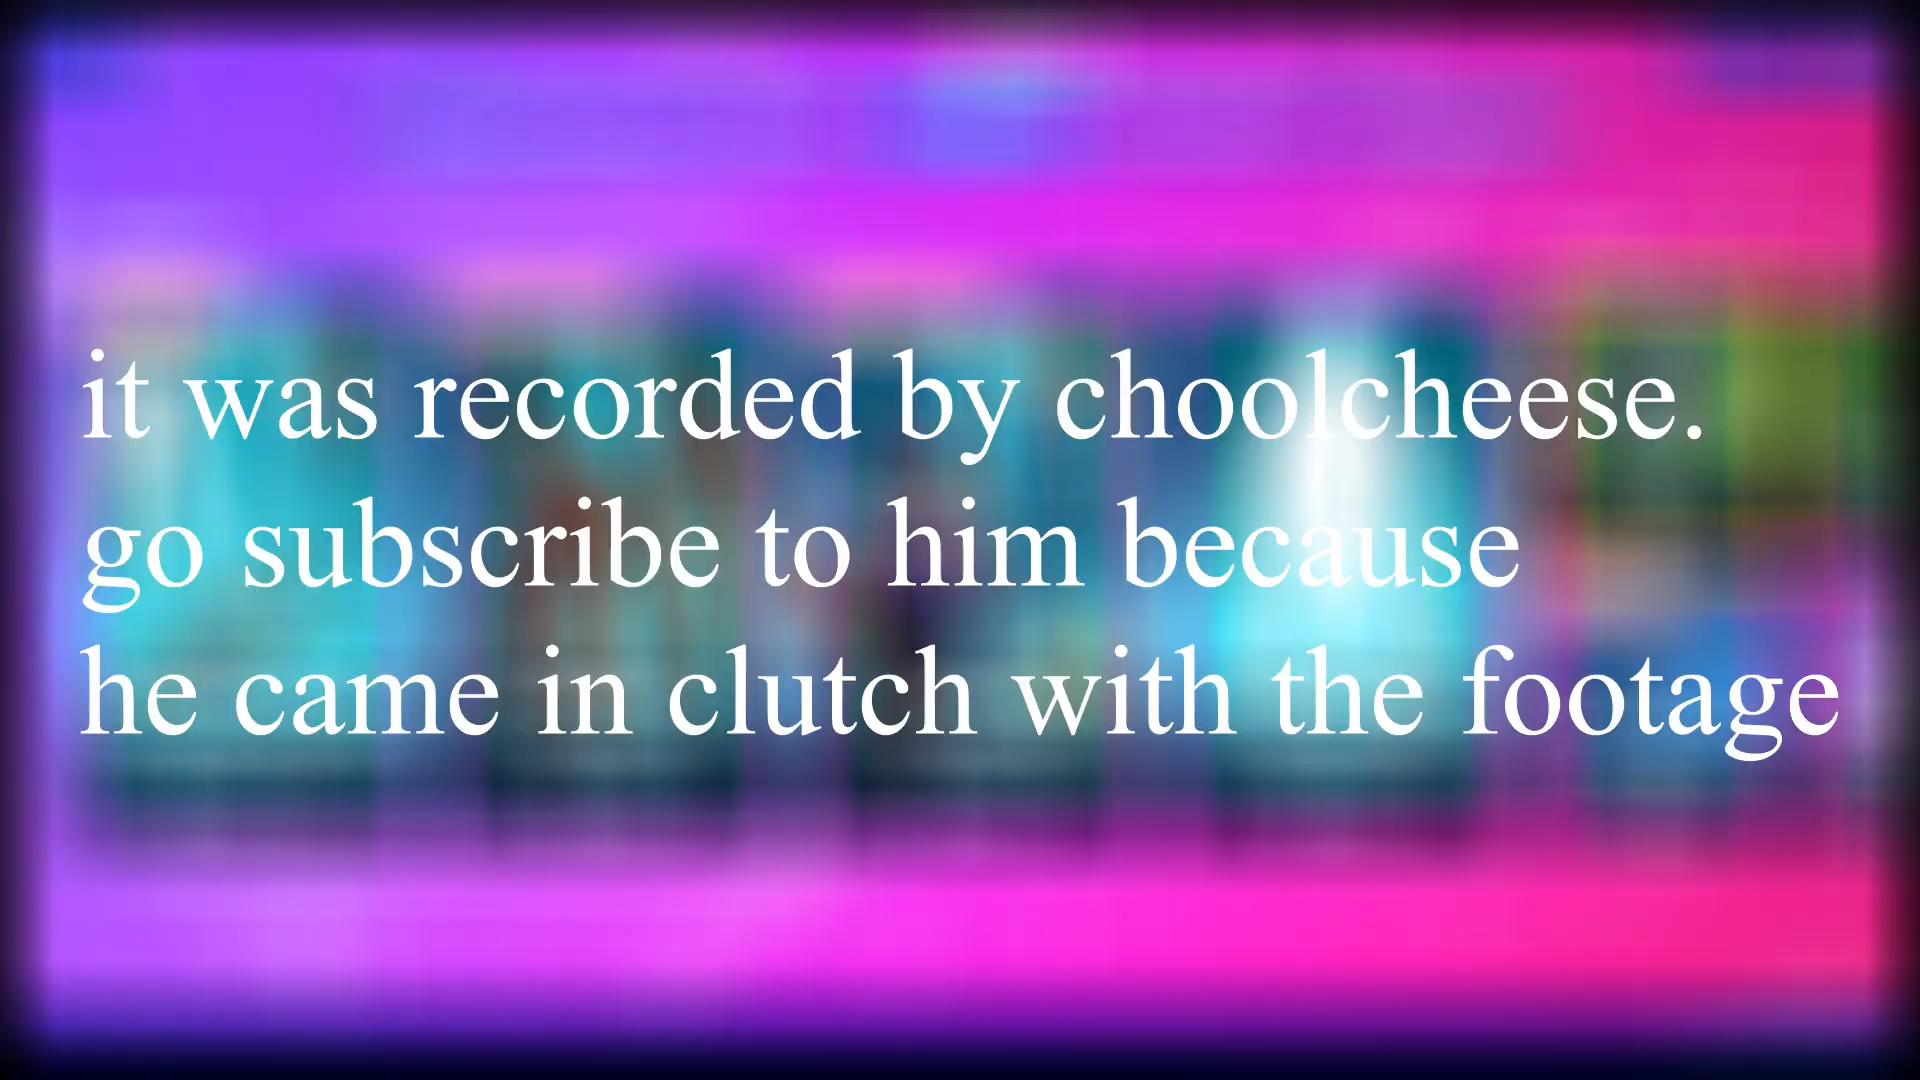 it was recorded by choolcheese.
go subscribe to him because
he came in clutch with the footage